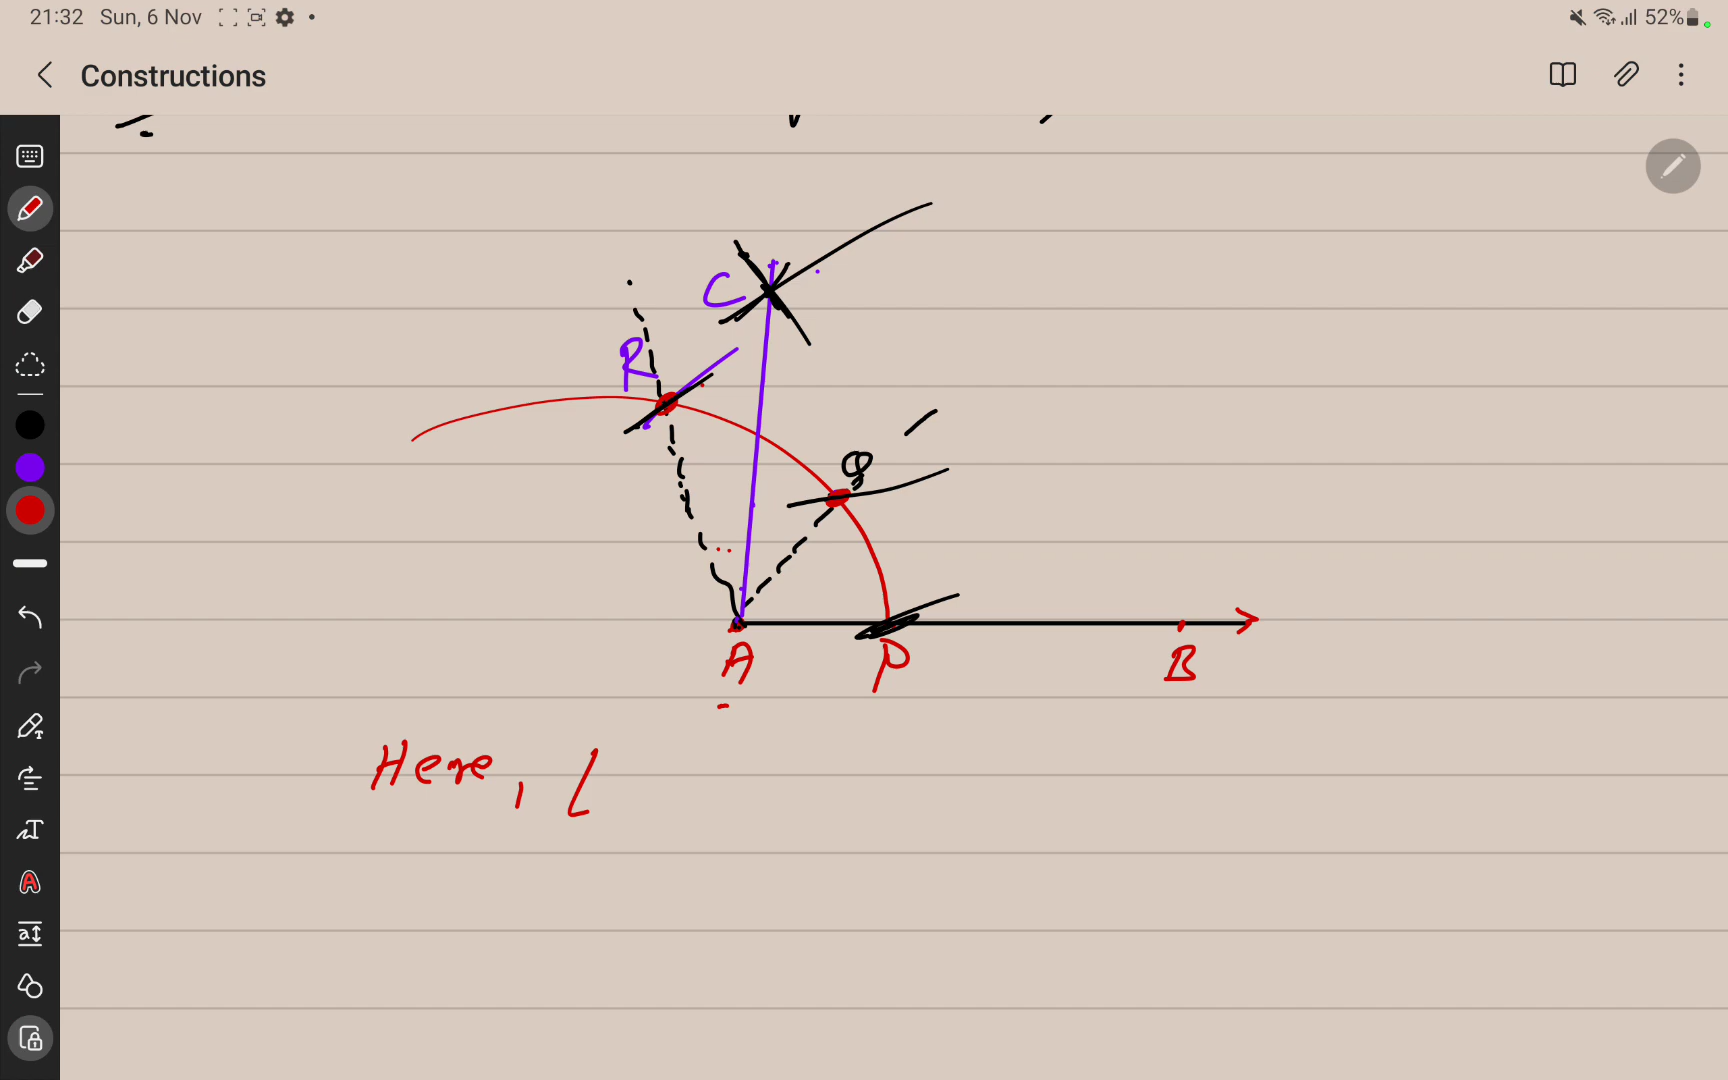 21:32 Sun, 6 Nov 52%
Constructions
C
R
Q
A P B
Here, ∠